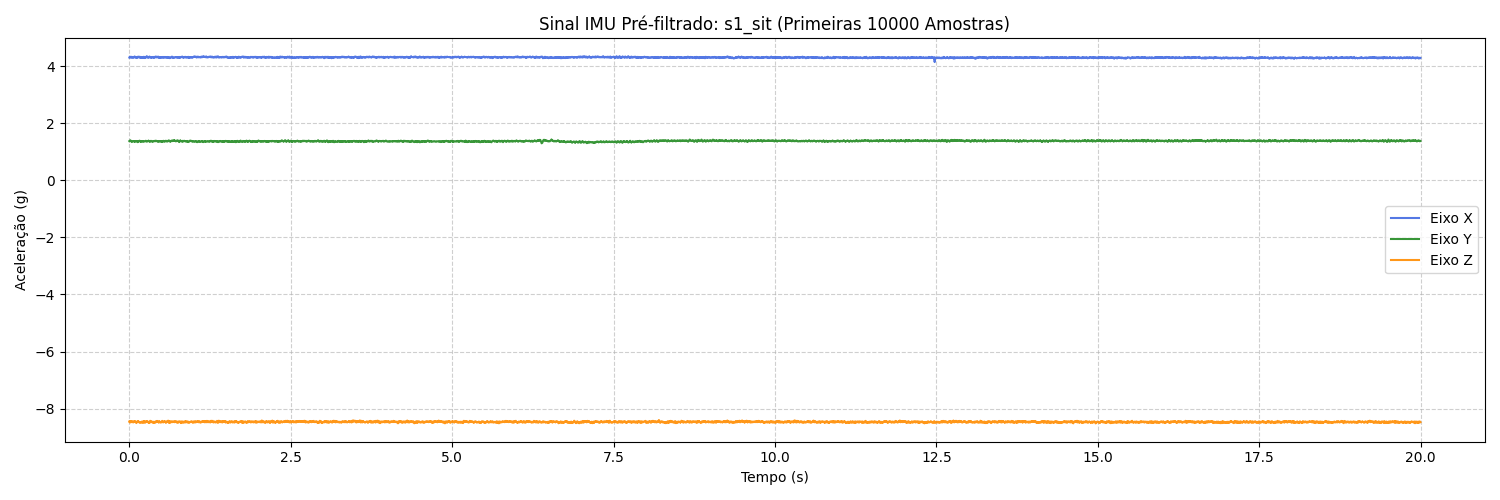 Sinal IMU Pré-filtrado: s1_sit (Primeiras 10000 Amostras)
Aceleração (g)
4
2
0
−2
−4
−6
−8
Eixo X
Eixo Y
Eixo Z
0.0 2.5 5.0 7.5 10.0 12.5 15.0 17.5 20.0
Tempo (s)